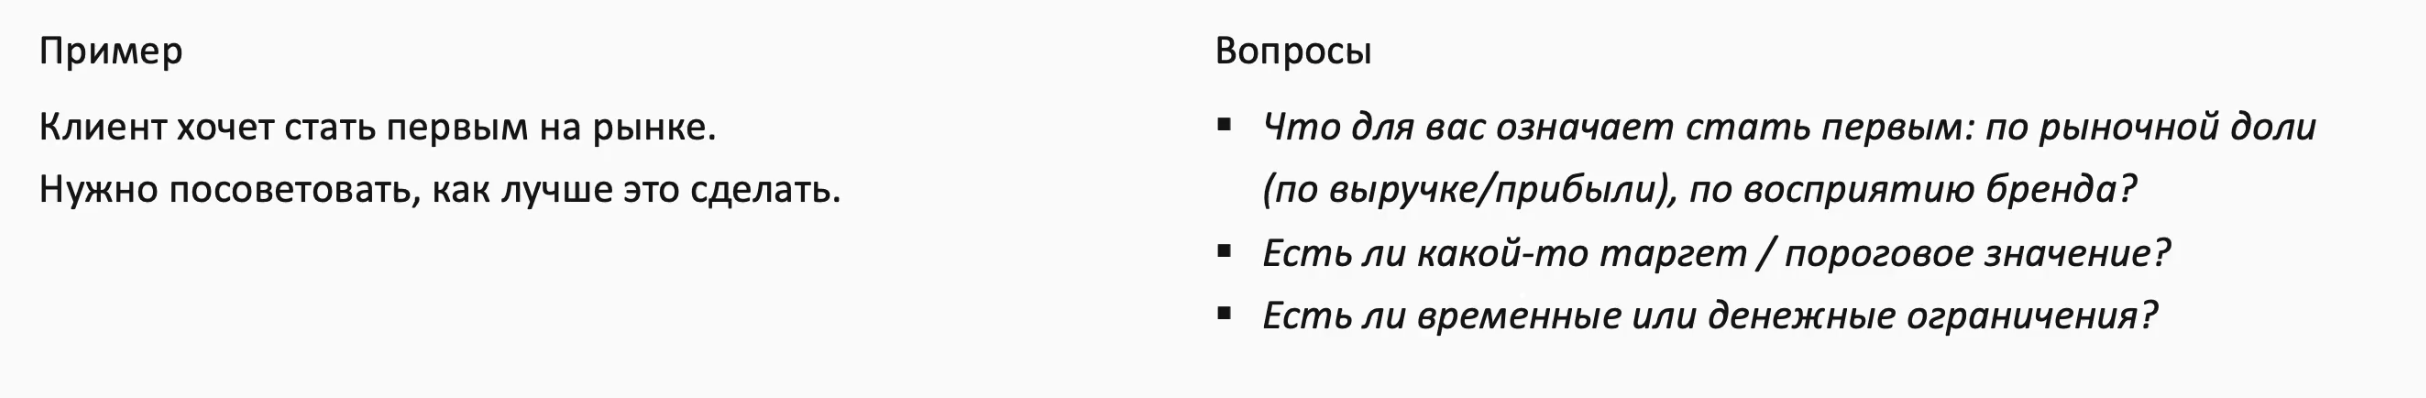 Пример
Клиент хочет стать первым на рынке.
Нужно посоветовать, как лучше это сделать.
Вопросы
▪ Что для вас означает стать первым: по рыночной доли
(по выручке/прибыли), по восприятию бренда?
▪ Есть ли какой-то таргет / пороговое значение?
▪ Есть ли временные или денежные ограничения?